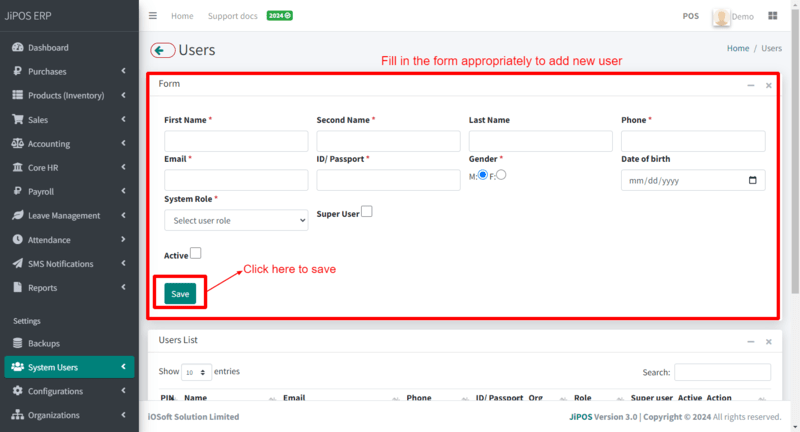 JiPOS ERP
Home Support docs 2024 POS Demo
Dashboard
Purchases
Products (Inventory)
Sales
Accounting
Core HR
Payroll
Leave Management
Attendance
SMS Notifications
Reports
Settings
Backups
System Users
Configurations
Organizations
Users
Home / Users
Fill in the form appropriately to add new user
Form
First Name * Second Name * Last Name Phone *
Email * ID/ Passport * Gender * Date of birth
M: F: mm/dd/yyyy
System Role * Super User
Select user role
Active
Click here to save
Save
Users List
Show 10 entries Search:
PIN Name Email Phone ID/ Passport Org Role Super user Active Action
iOSoft Solution Limited JiPOS Version 3.0 | Copyright © 2024 All rights reserved.